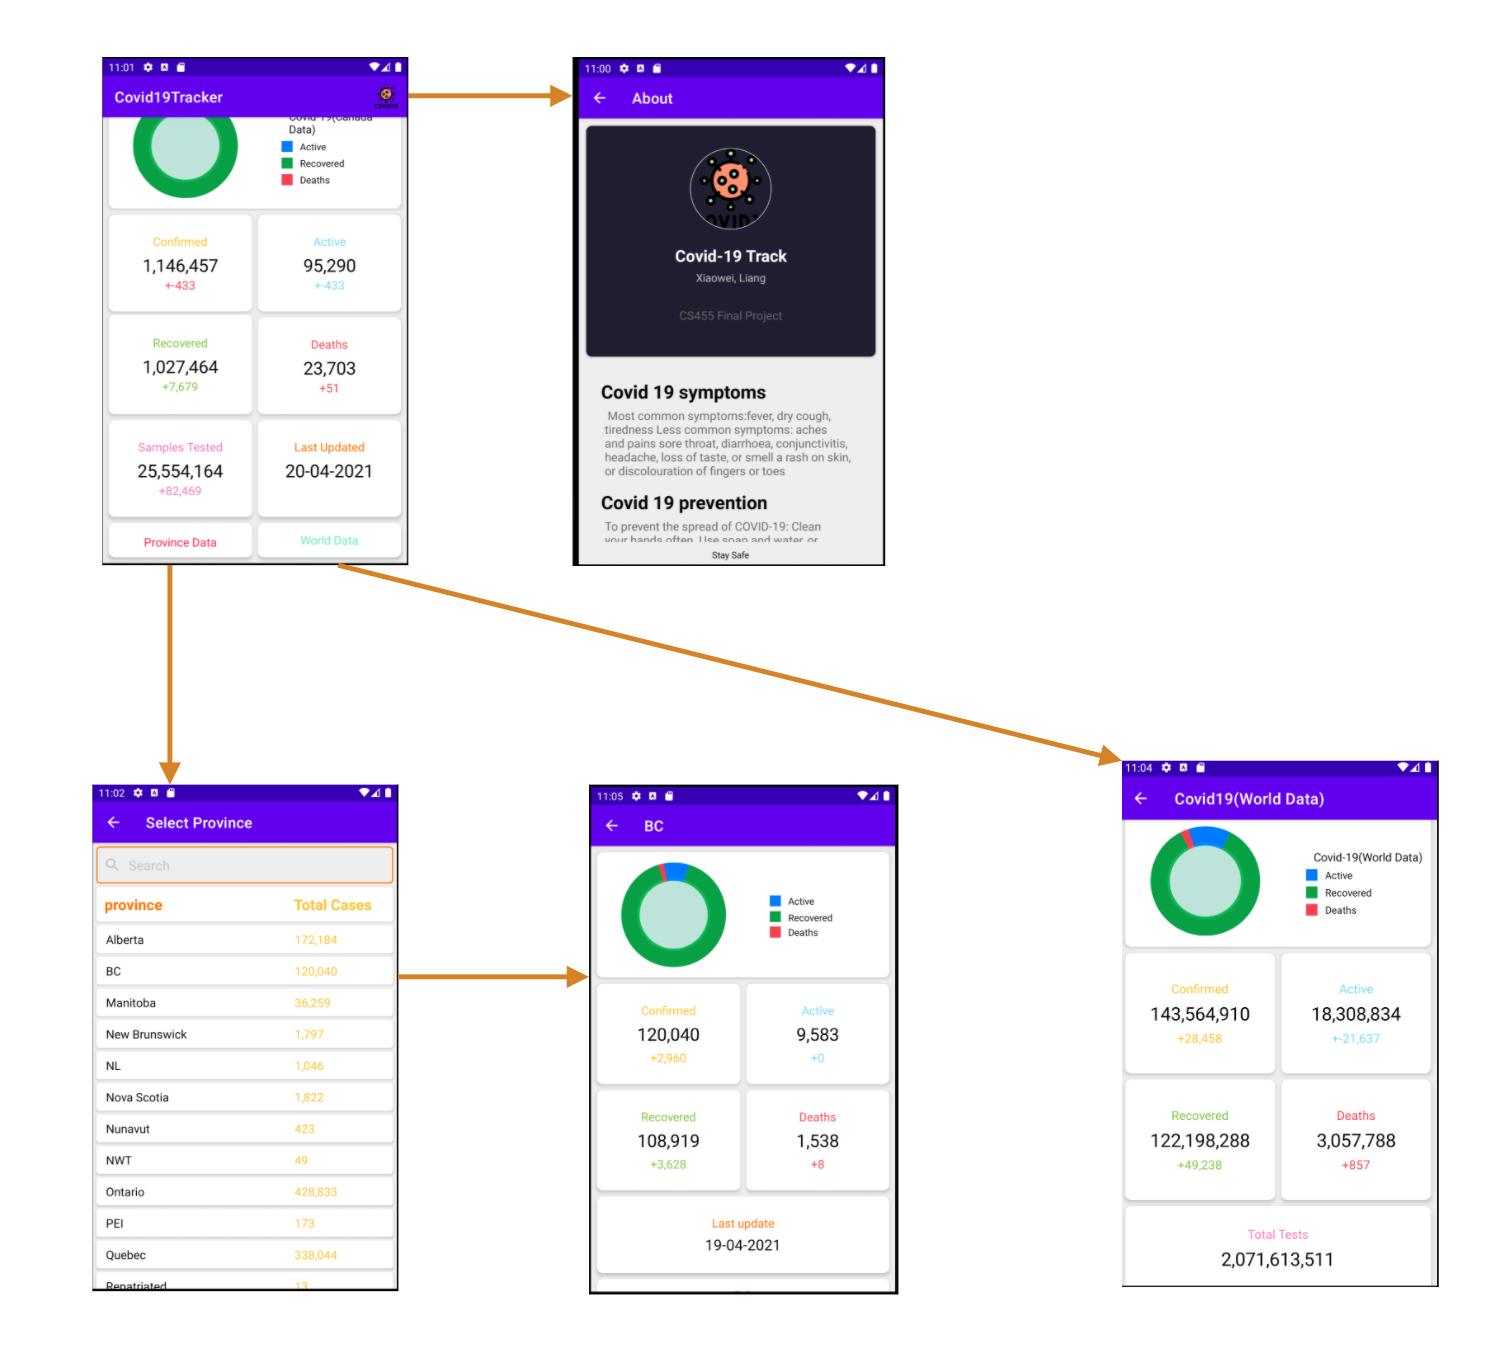 11:01
Covid19Tracker
COVID19
Covid-19(Canada
Data)
Active
Recovered
Deaths
Confirmed
1,146,457
+-433
Active
95,290
+-433
Recovered
1,027,464
+7,679
Deaths
23,703
+51
Samples Tested
25,554,164
+82,469
Last Updated
20-04-2021
Province Data
World Data
11:00
About
Covid-19 Track
Xiaowei, Liang
CS455 Final Project
Covid 19 symptoms
Most common symptoms:fever, dry cough,
tiredness Less common symptoms: aches
and pains sore throat, diarrhoea, conjunctivitis,
headache, loss of taste, or smell a rash on skin,
or discolouration of fingers or toes
Covid 19 prevention
To prevent the spread of COVID-19: Clean
your hands often. Use soap and water, or
Stay Safe
11:02
Select Province
Search
province Total Cases
Alberta 172,184
BC 120,040
Manitoba 36,259
New Brunswick 1,797
NL 1,046
Nova Scotia 1,822
Nunavut 423
NWT 49
Ontario 428,833
PEI 173
Quebec 338,044
Repatriated 13
11:05
BC
Active
Recovered
Deaths
Confirmed
120,040
+2,960
Active
9,583
+0
Recovered
108,919
+3,628
Deaths
1,538
+8
Last update
19-04-2021
11:04
Covid19(World Data)
Covid-19(World Data)
Active
Recovered
Deaths
Confirmed
143,564,910
+28,458
Active
18,308,834
+-21,637
Recovered
122,198,288
+49,238
Deaths
3,057,788
+857
Total Tests
2,071,613,511